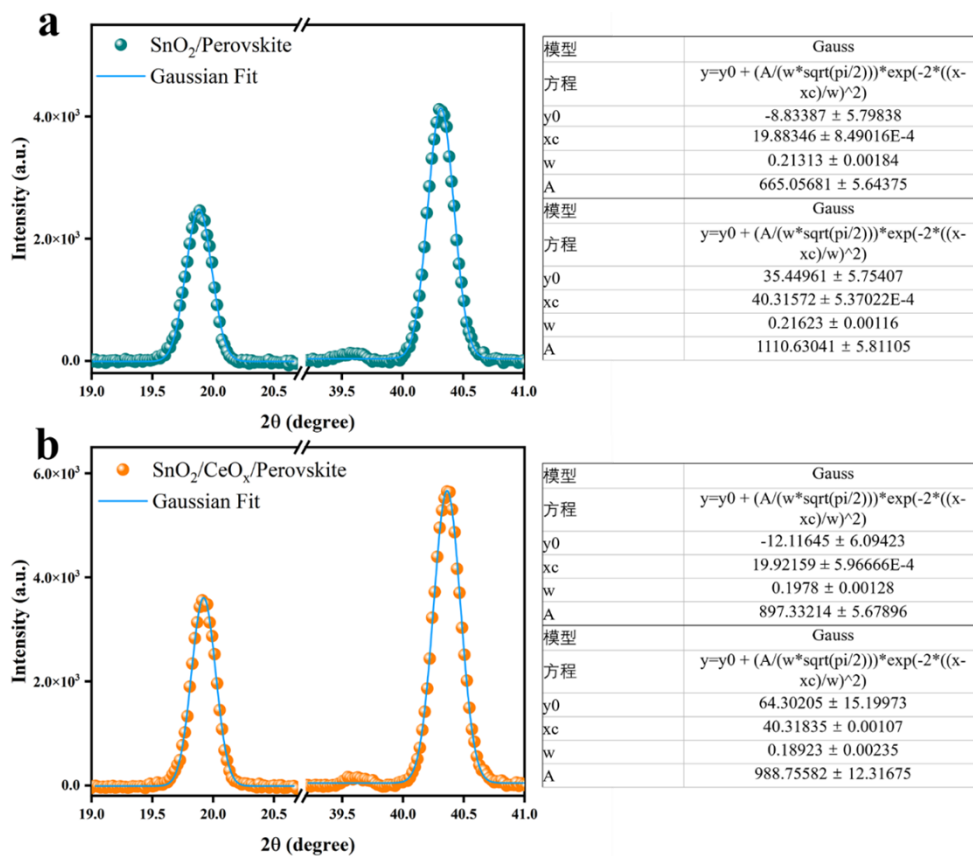 a
SnO₂/Perovskite
Gaussian Fit
Intensity (a.u.)
4.0×10³
2.0×10³
0.0
19.0 19.5 20.0 20.5 39.5 40.0 40.5 41.0
2θ (degree)
模型 Gauss
方程 y=y0 + (A/(w*sqrt(pi/2)))*exp(-2*((x-
xc)/w)^2)
y0 -8.83387 ± 5.79838
xc 19.88346 ± 8.49016E-4
w 0.21313 ± 0.00184
A 665.05681 ± 5.64375
模型 Gauss
方程 y=y0 + (A/(w*sqrt(pi/2)))*exp(-2*((x-
xc)/w)^2)
y0 35.44961 ± 5.75407
xc 40.31572 ± 5.37022E-4
w 0.21623 ± 0.00116
A 1110.63041 ± 5.81105
b
SnO₂/CeOₓ/Perovskite
Gaussian Fit
Intensity (a.u.)
6.0×10³
4.0×10³
2.0×10³
0.0
19.0 19.5 20.0 20.5 39.5 40.0 40.5 41.0
2θ (degree)
模型 Gauss
方程 y=y0 + (A/(w*sqrt(pi/2)))*exp(-2*((x-
xc)/w)^2)
y0 -12.11645 ± 6.09423
xc 19.92159 ± 5.96666E-4
w 0.1978 ± 0.00128
A 897.33214 ± 5.67896
模型 Gauss
方程 y=y0 + (A/(w*sqrt(pi/2)))*exp(-2*((x-
xc)/w)^2)
y0 64.30205 ± 15.19973
xc 40.31835 ± 0.00107
w 0.18923 ± 0.00235
A 988.75582 ± 12.31675